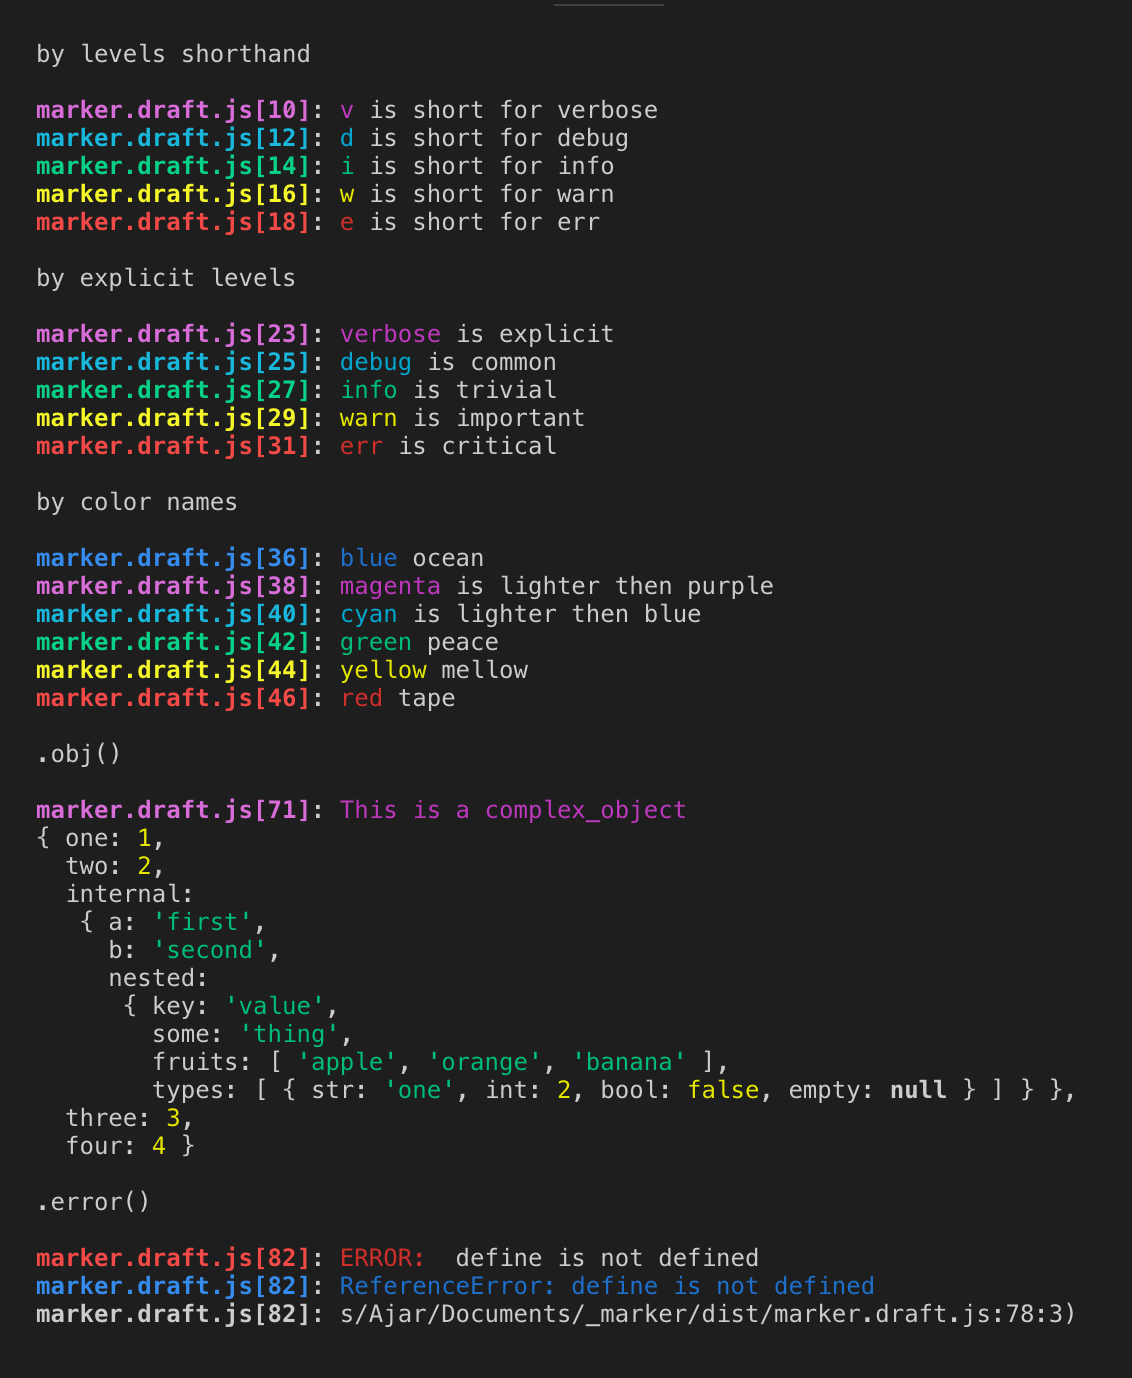 by levels shorthand

marker.draft.js[10]: v is short for verbose
marker.draft.js[12]: d is short for debug
marker.draft.js[14]: i is short for info
marker.draft.js[16]: w is short for warn
marker.draft.js[18]: e is short for err

by explicit levels

marker.draft.js[23]: verbose is explicit
marker.draft.js[25]: debug is common
marker.draft.js[27]: info is trivial
marker.draft.js[29]: warn is important
marker.draft.js[31]: err is critical

by color names

marker.draft.js[36]: blue ocean
marker.draft.js[38]: magenta is lighter then purple
marker.draft.js[40]: cyan is lighter then blue
marker.draft.js[42]: green peace
marker.draft.js[44]: yellow mellow
marker.draft.js[46]: red tape

.obj()

marker.draft.js[71]: This is a complex_object
{ one: 1,
  two: 2,
  internal:
   { a: 'first',
     b: 'second',
     nested:
      { key: 'value',
        some: 'thing',
        fruits: [ 'apple', 'orange', 'banana' ],
        types: [ { str: 'one', int: 2, bool: false, empty: null } ] } },
  three: 3,
  four: 4 }

.error()

marker.draft.js[82]: ERROR:  define is not defined
marker.draft.js[82]: ReferenceError: define is not defined
marker.draft.js[82]: s/Ajar/Documents/_marker/dist/marker.draft.js:78:3)